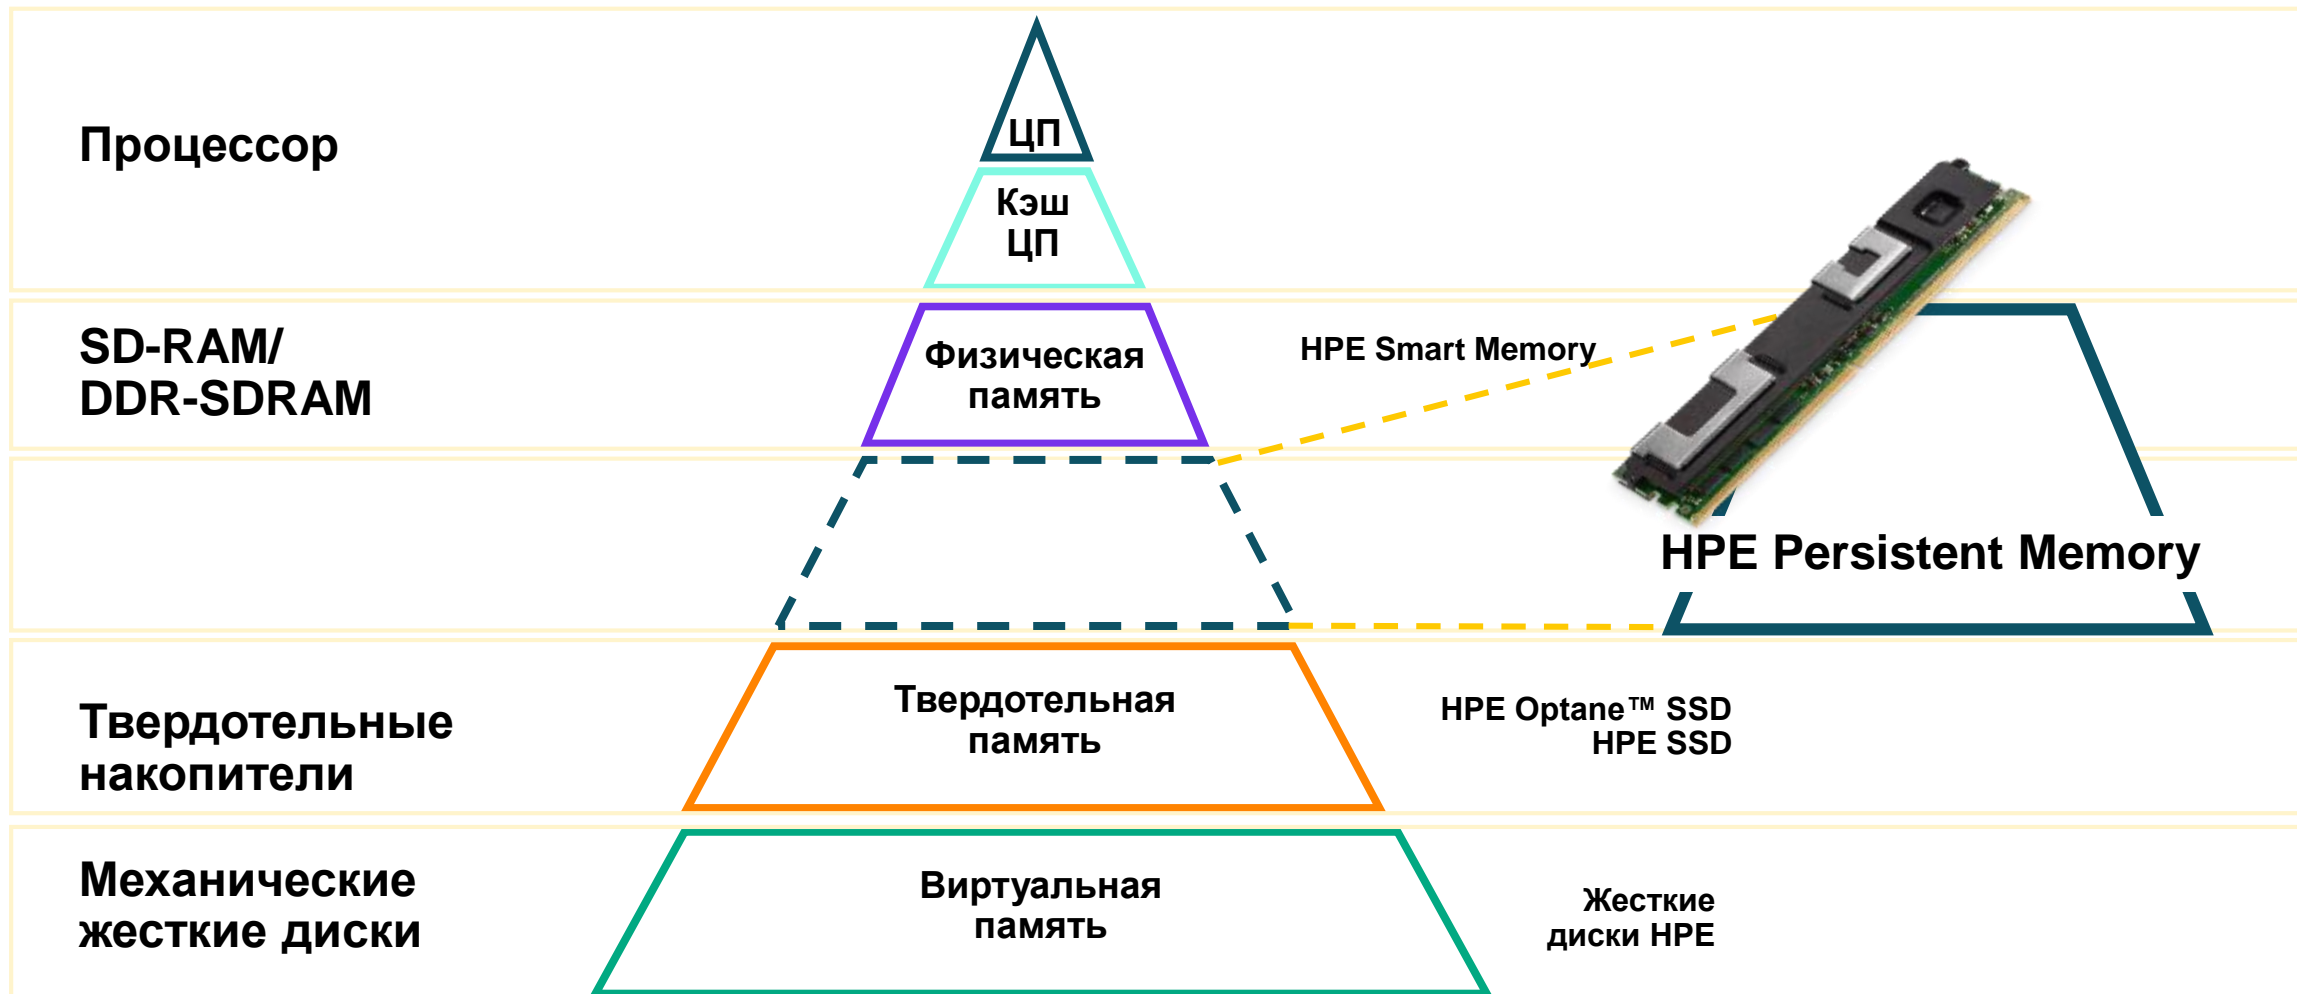 Процессор
ЦП
Кэш
ЦП
SD-RAM/
DDR-SDRAM
Физическая
память
HPE Smart Memory
HPE Persistent Memory
Твердотельные
накопители
Твердотельная
память
HPE Optane™ SSD
HPE SSD
Механические
жесткие диски
Виртуальная
память
Жесткие
диски HPE